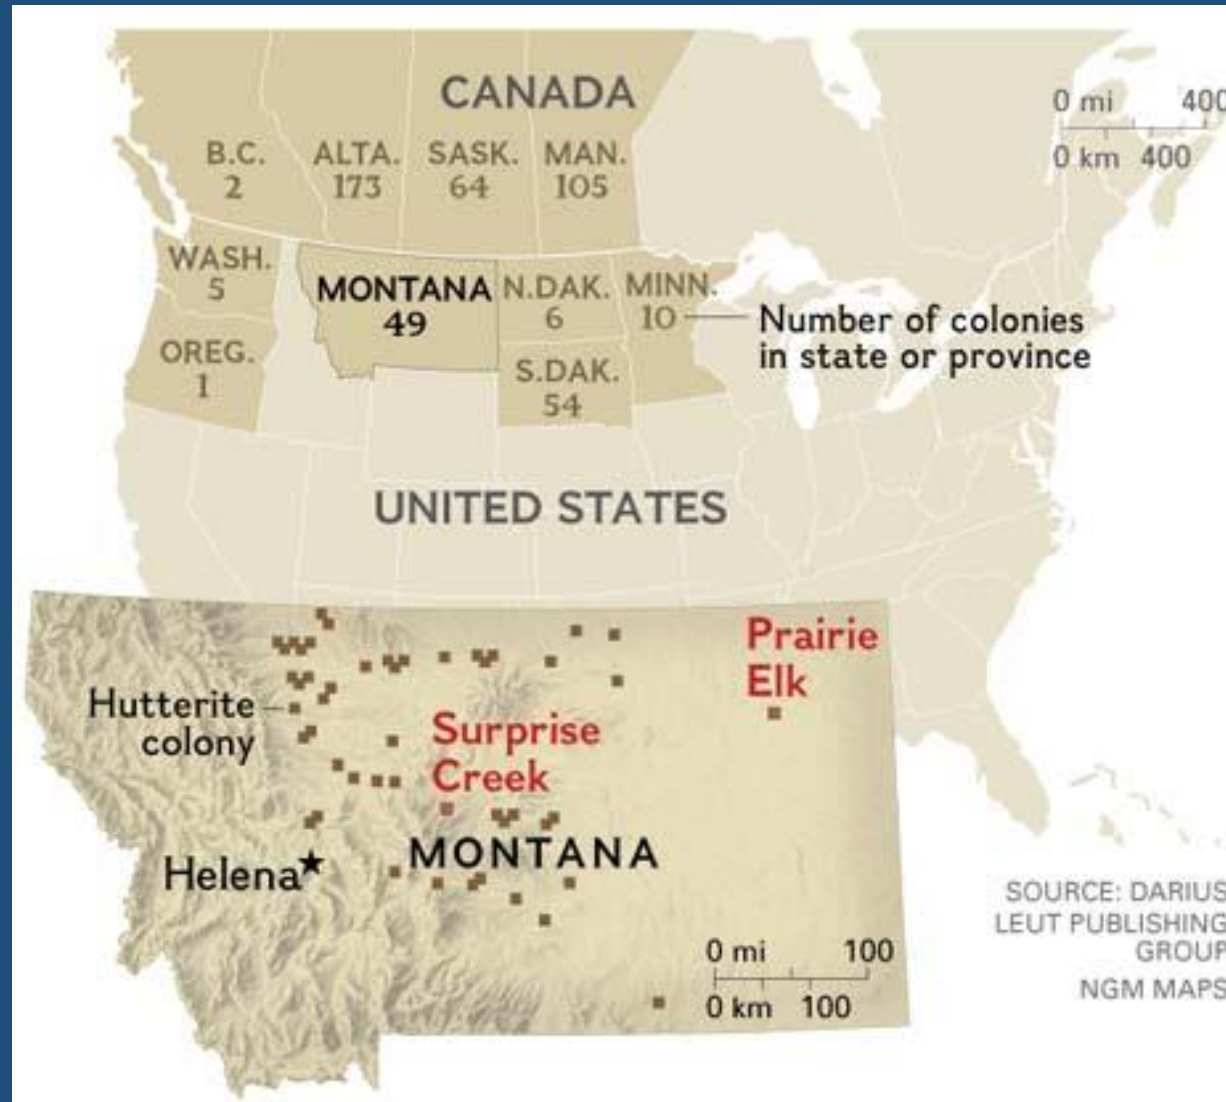 CANADA
0 mi 400
0 km 400
B.C.
2
ALTA.
173
SASK.
64
MAN.
105
WASH.
5
MONTANA
49
N.DAK.
6
MINN.
10
Number of colonies
in state or province
OREG.
1
S.DAK.
54
UNITED STATES
Prairie
Elk
Hutterite
colony
Surprise
Creek
MONTANA
Helena
0 mi 100
0 km 100
SOURCE: DARIUS
LEUT PUBLISHING
GROUP
NGM MAPS